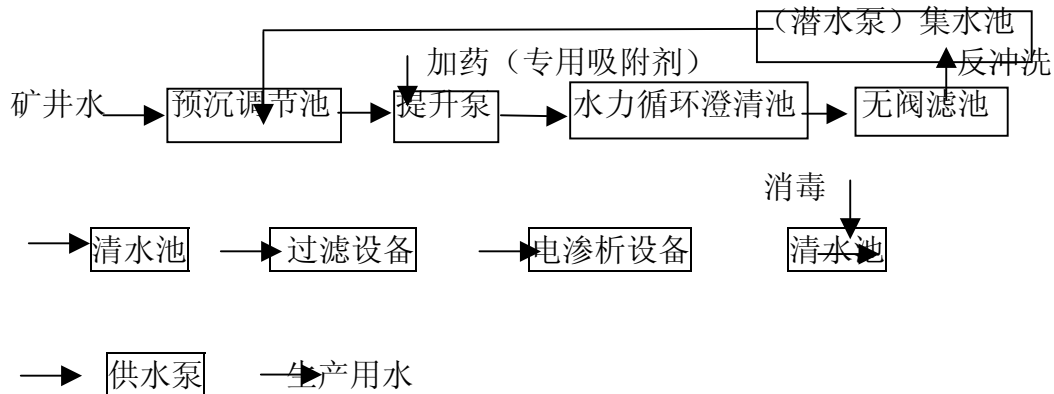 （潜水泵）集水池
加药（专用吸附剂）
反冲洗
矿井水 预沉调节池 提升泵 水力循环澄清池 无阀滤池
消毒
清水池 过滤设备 电渗析设备 清水池
供水泵 生产用水